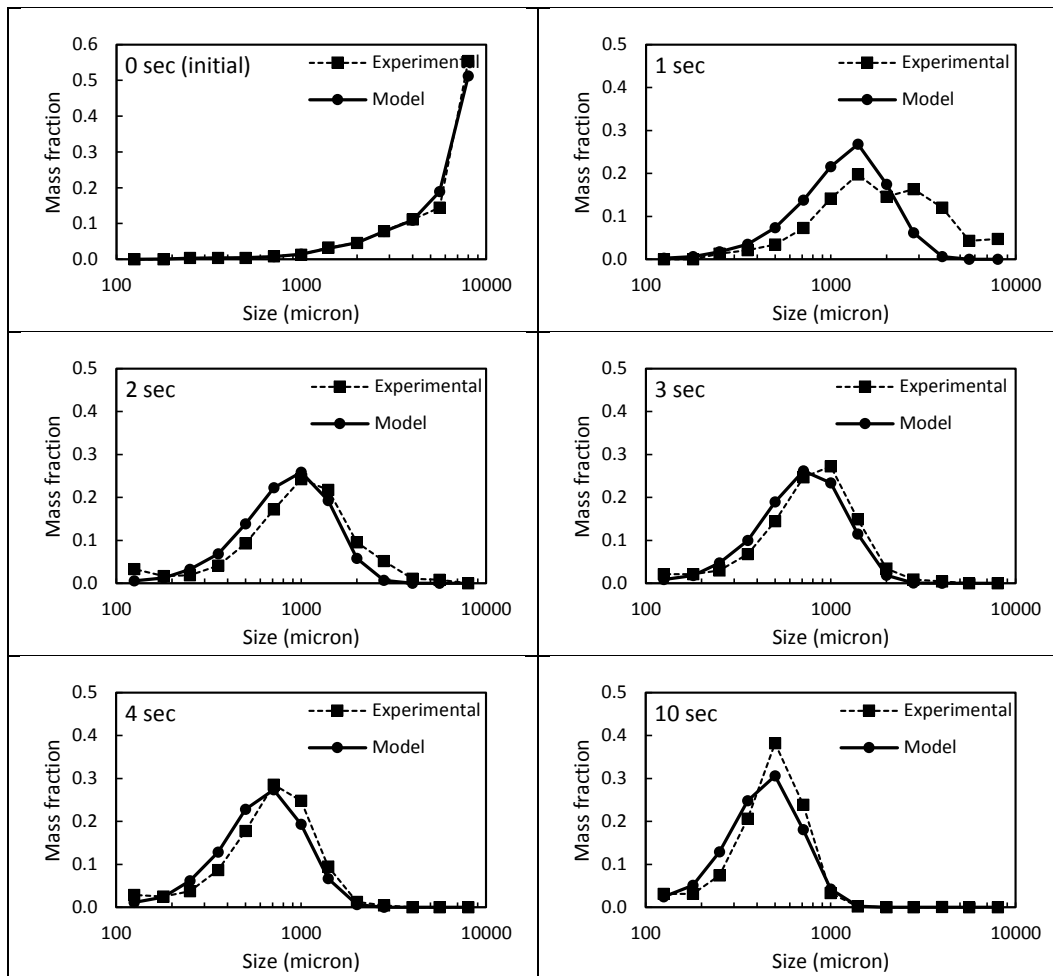 0 sec (initial)
Experimental
Model
0.6
0.5
0.4
0.3
0.2
0.1
0.0
Mass fraction
100 1000 10000
Size (micron)
1 sec
Experimental
Model
0.5
0.4
0.3
0.2
0.1
0.0
Mass fraction
100 1000 10000
Size (micron)
2 sec
Experimental
Model
0.5
0.4
0.3
0.2
0.1
0.0
Mass fraction
100 1000 10000
Size (micron)
3 sec
Experimental
Model
0.5
0.4
0.3
0.2
0.1
0.0
Mass fraction
100 1000 10000
Size (micron)
4 sec
Experimental
Model
0.5
0.4
0.3
0.2
0.1
0.0
Mass fraction
100 1000 10000
Size (micron)
10 sec
Experimental
Model
0.5
0.4
0.3
0.2
0.1
0.0
Mass fraction
100 1000 10000
Size (micron)